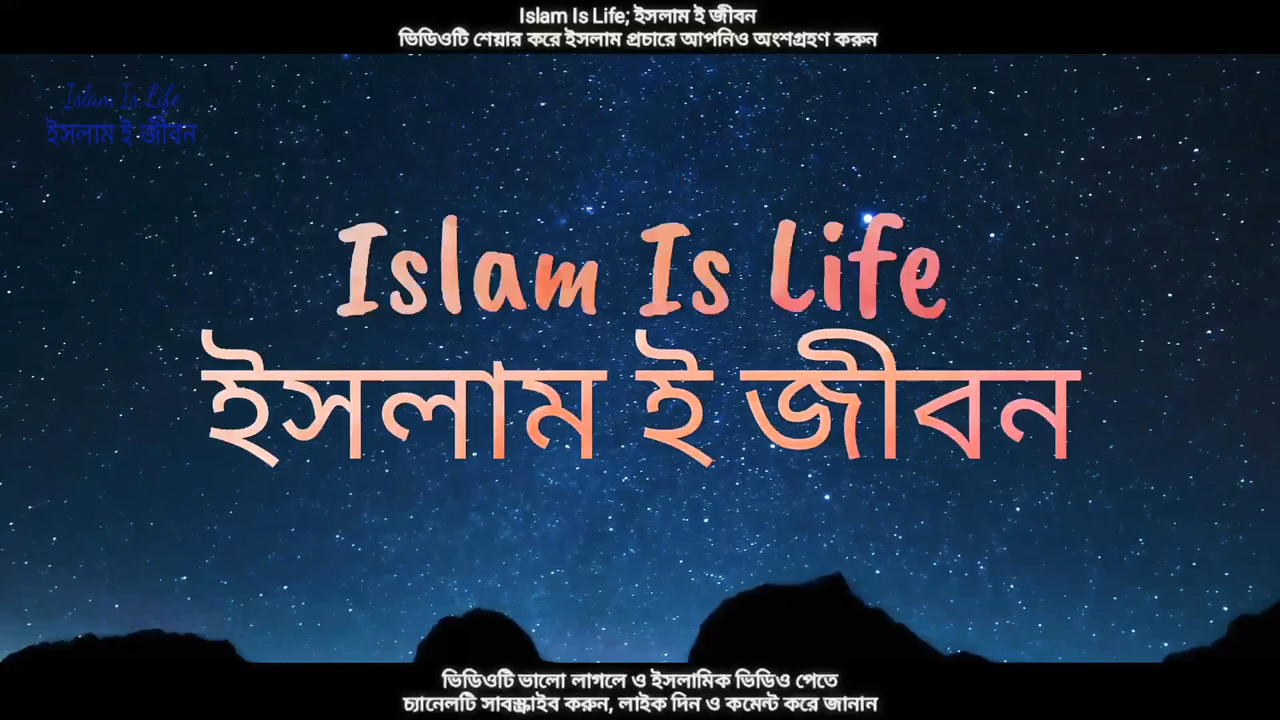 Islam Is Life; ইসলাম ই জীবন
ভিডিওটি শেয়ার করে ইসলাম প্রচারে আপনিও অংশগ্রহণ করুন
Islam Is Life
ইসলাম ই জীবন
Islam Is Life
ইসলাম ই জীবন
ভিডিওটি ভালো লাগলে ও ইসলামিক ভিডিও পেতে
চ্যানেলটি সাবস্ক্রাইব করুন, লাইক দিন ও কমেন্ট করে জানান